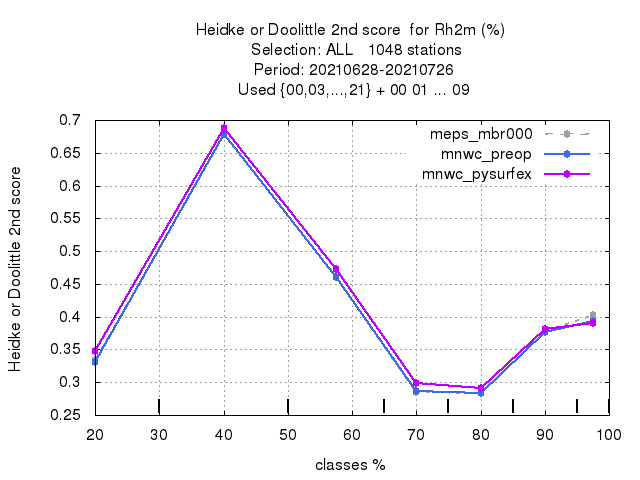 Heidke or Doolittle 2nd score  for Rh2m (%)
Selection: ALL   1048 stations
Period: 20210628-20210726
Used {00,03,...,21} + 00 01 ... 09
meps_mbr000
mnwc_preop
mnwc_pysurfex
0.7
0.65
0.6
0.55
0.5
0.45
0.4
0.35
0.3
0.25
Heidke or Doolittle 2nd score
20 30 40 50 60 70 80 90 100
classes %